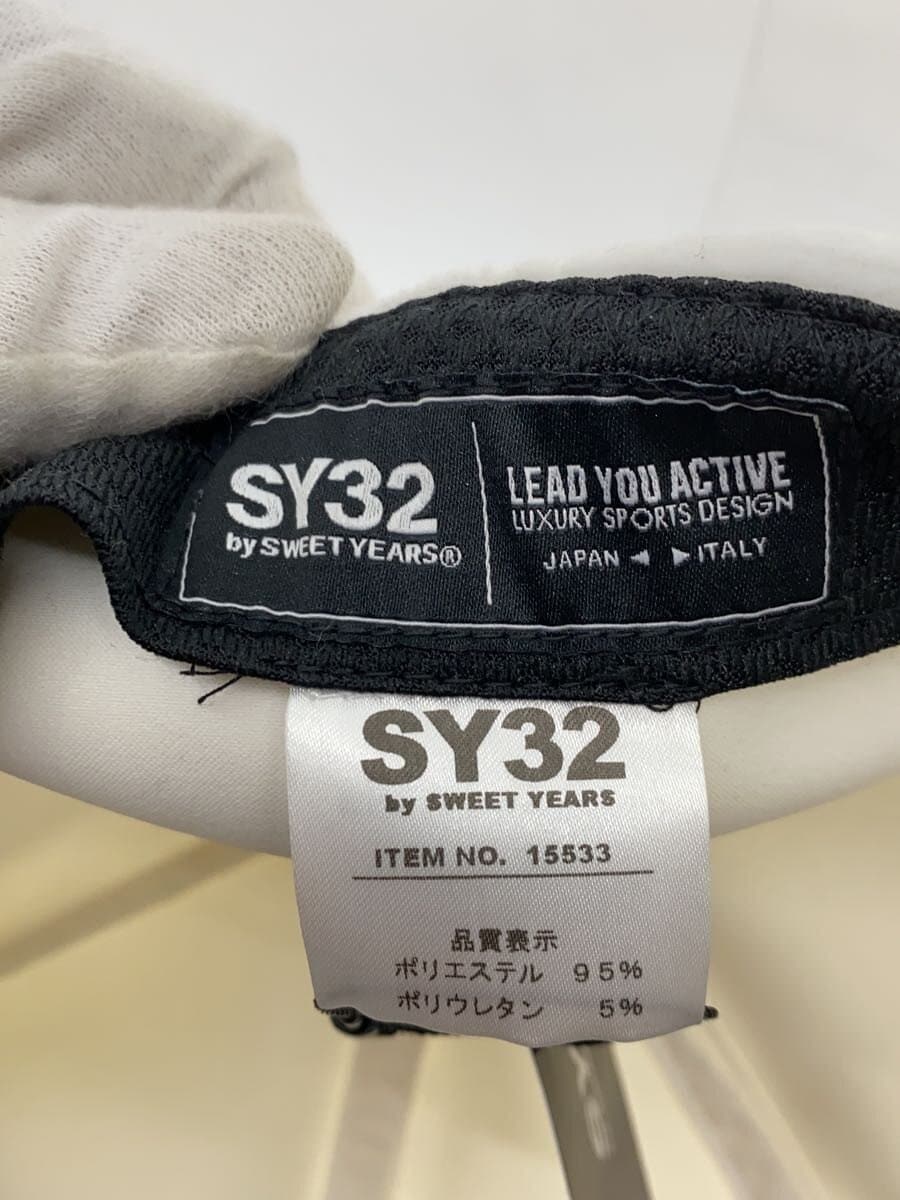 SY32
by SWEET YEARS®
LEAD YOU ACTIVE
LUXURY SPORTS DESIGN
JAPAN ◀ ▶ ITALY
SY32
by SWEET YEARS
ITEM NO. 15533
品質表示
ポリエステル 95%
ポリウレタン 5%